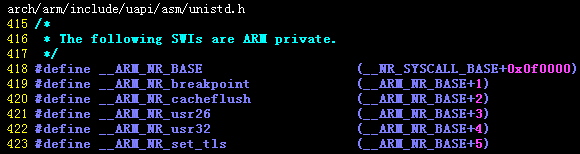 arch/arm/include/uapi/asm/unistd.h
415 /*
416  * The following SWIs are ARM private.
417  */
418 #define __ARM_NR_BASE (__NR_SYSCALL_BASE+0x0f0000)
419 #define __ARM_NR_breakpoint (__ARM_NR_BASE+1)
420 #define __ARM_NR_cacheflush (__ARM_NR_BASE+2)
421 #define __ARM_NR_usr26 (__ARM_NR_BASE+3)
422 #define __ARM_NR_usr32 (__ARM_NR_BASE+4)
423 #define __ARM_NR_set_tls (__ARM_NR_BASE+5)